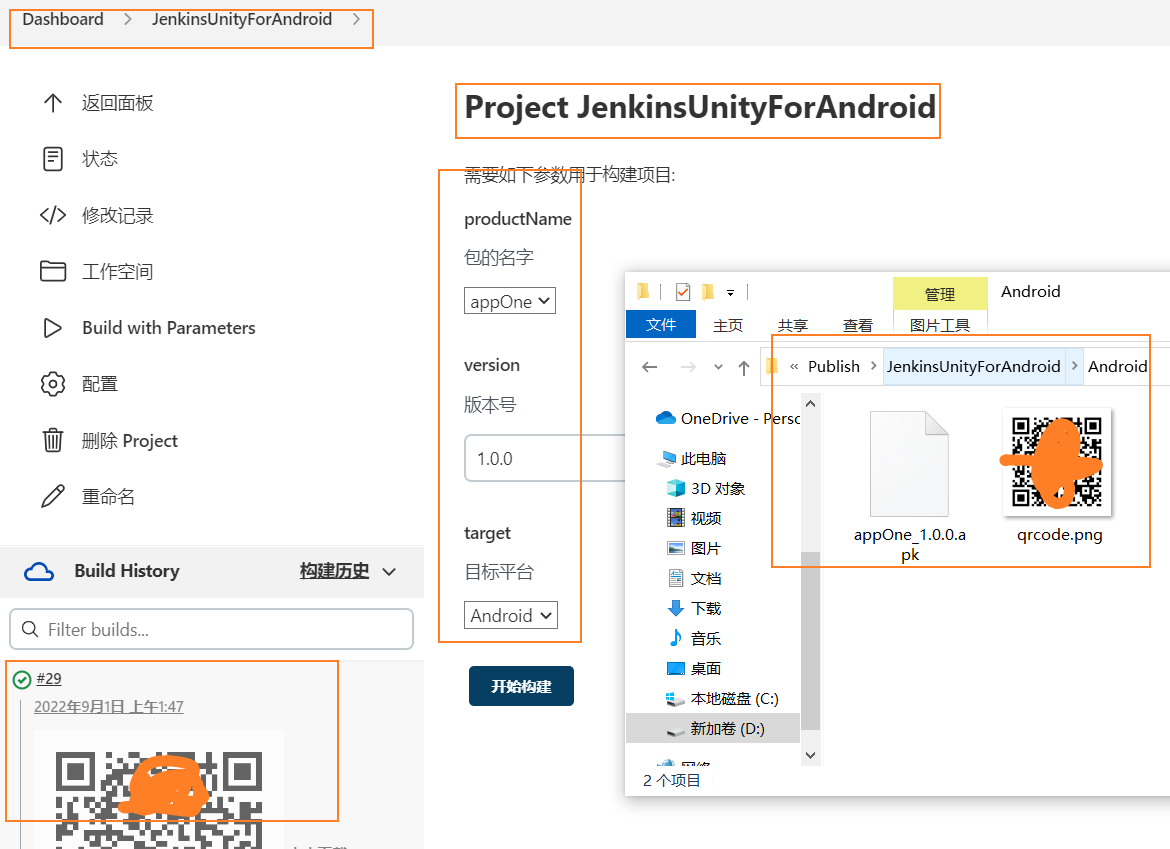 Dashboard > JenkinsUnityForAndroid >
返回面板
状态
修改记录
工作空间
Build with Parameters
配置
删除 Project
重命名
Build History
构建历史
Filter builds...
#29
2022年9月1日 上午1:47
Project JenkinsUnityForAndroid
需要如下参数用于构建项目:
productName
包的名字
appOne
version
版本号
1.0.0
target
目标平台
Android
开始构建
管理
Android
文件
主页
共享
查看
图片工具
« Publish > JenkinsUnityForAndroid > Android
OneDrive - Perso
此电脑
3D 对象
视频
图片
文档
下载
音乐
桌面
本地磁盘 (C:)
新加卷 (D:)
appOne_1.0.0.a
pk
qrcode.png
2 个项目